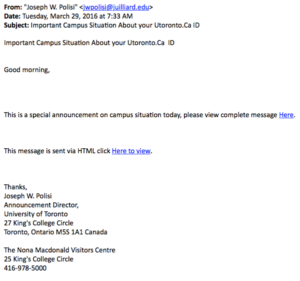 From: "Joseph W. Polisi" <jwpolisi@juilliard.edu>
Date: Tuesday, March 29, 2016 at 7:33 AM
Subject: Important Campus Situation About your Utoronto.Ca ID
Important Campus Situation About Your Utoronto.Ca  ID
Good morning,
This is a special announcement on campus situation today, please view complete message Here.
This message is sent via HTML click Here to view.
Thanks,
Joseph W. Polisi
Announcement Director,
University of Toronto
27 King's College Circle
Toronto, Ontario M5S 1A1 Canada
The Nona Macdonald Visitors Centre
25 King's College Circle
416-978-5000